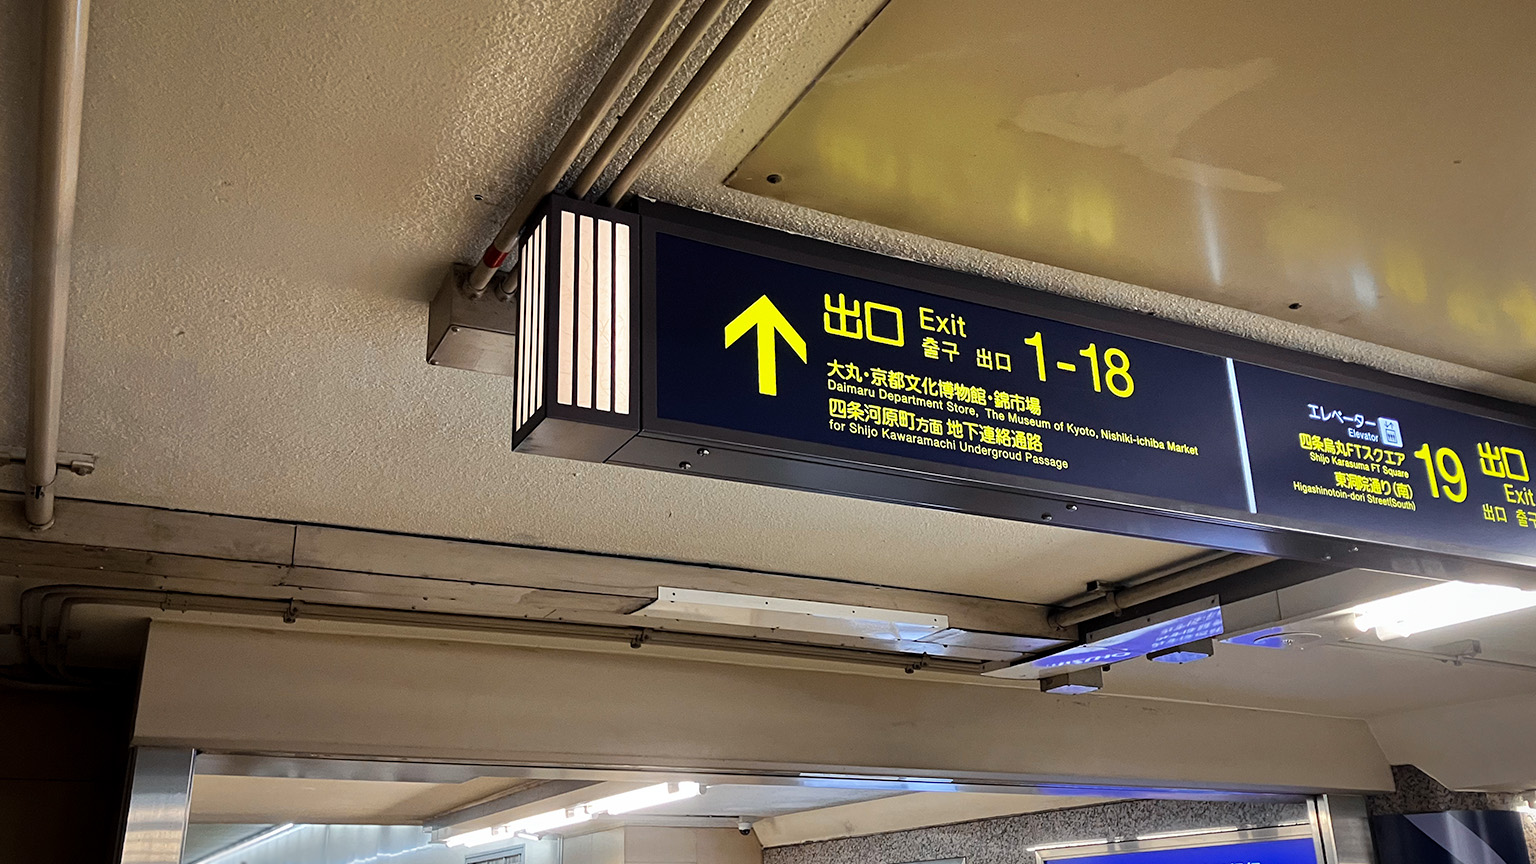 出口 Exit
출구 出口
1-18
大丸・京都文化博物館・錦市場
Daimaru Department Store, The Museum of Kyoto, Nishiki-ichiba Market
四条河原町方面 地下連絡通路
for Shijo Kawaramachi Undergroud Passage
エレベーター
Elevator
四条烏丸FTスクエア
Shijo Karasuma FT Square
東洞院通り(南)
Higashinotoin-dori Street(South)
19
出口
Exit
出口 출구